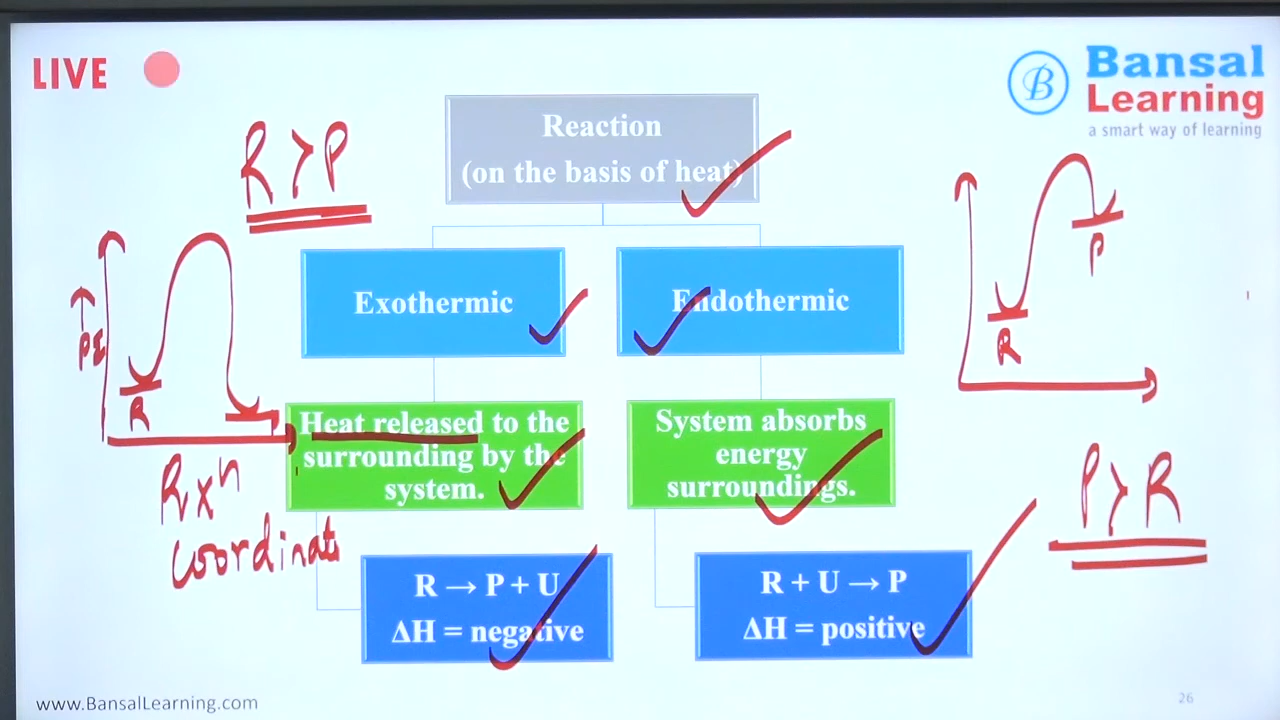 LIVE
B
Bansal
Learning
a smart way of learning
R > P
Reaction
(on the basis of heat)
Exothermic
Endothermic
PE
R
R
P
Heat released to the
surrounding by the
system.
System absorbs
energy
surroundings.
P > R
Rxn
coordinate
R → P + U
ΔH = negative
R + U → P
ΔH = positive
www.BansalLearning.com
26